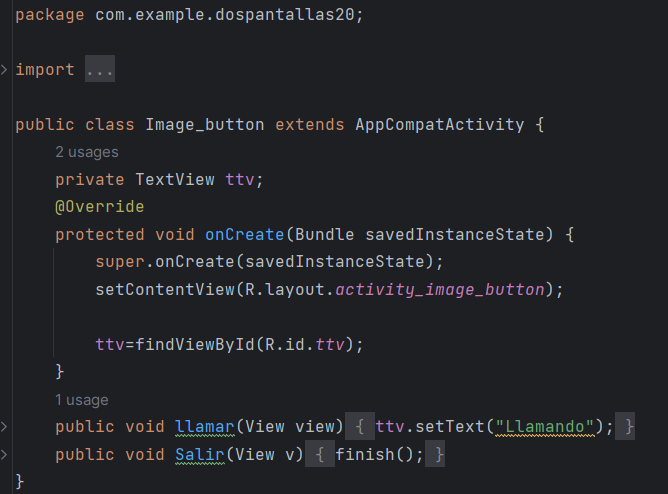 package com.example.dospantallas20;
import ...
public class Image_button extends AppCompatActivity {
2 usages
private TextView ttv;
@Override
protected void onCreate(Bundle savedInstanceState) {
super.onCreate(savedInstanceState);
setContentView(R.layout.activity_image_button);
ttv=findViewById(R.id.ttv);
}
1 usage
public void llamar(View view) { ttv.setText("Llamando"); }
public void Salir(View v) { finish(); }
}